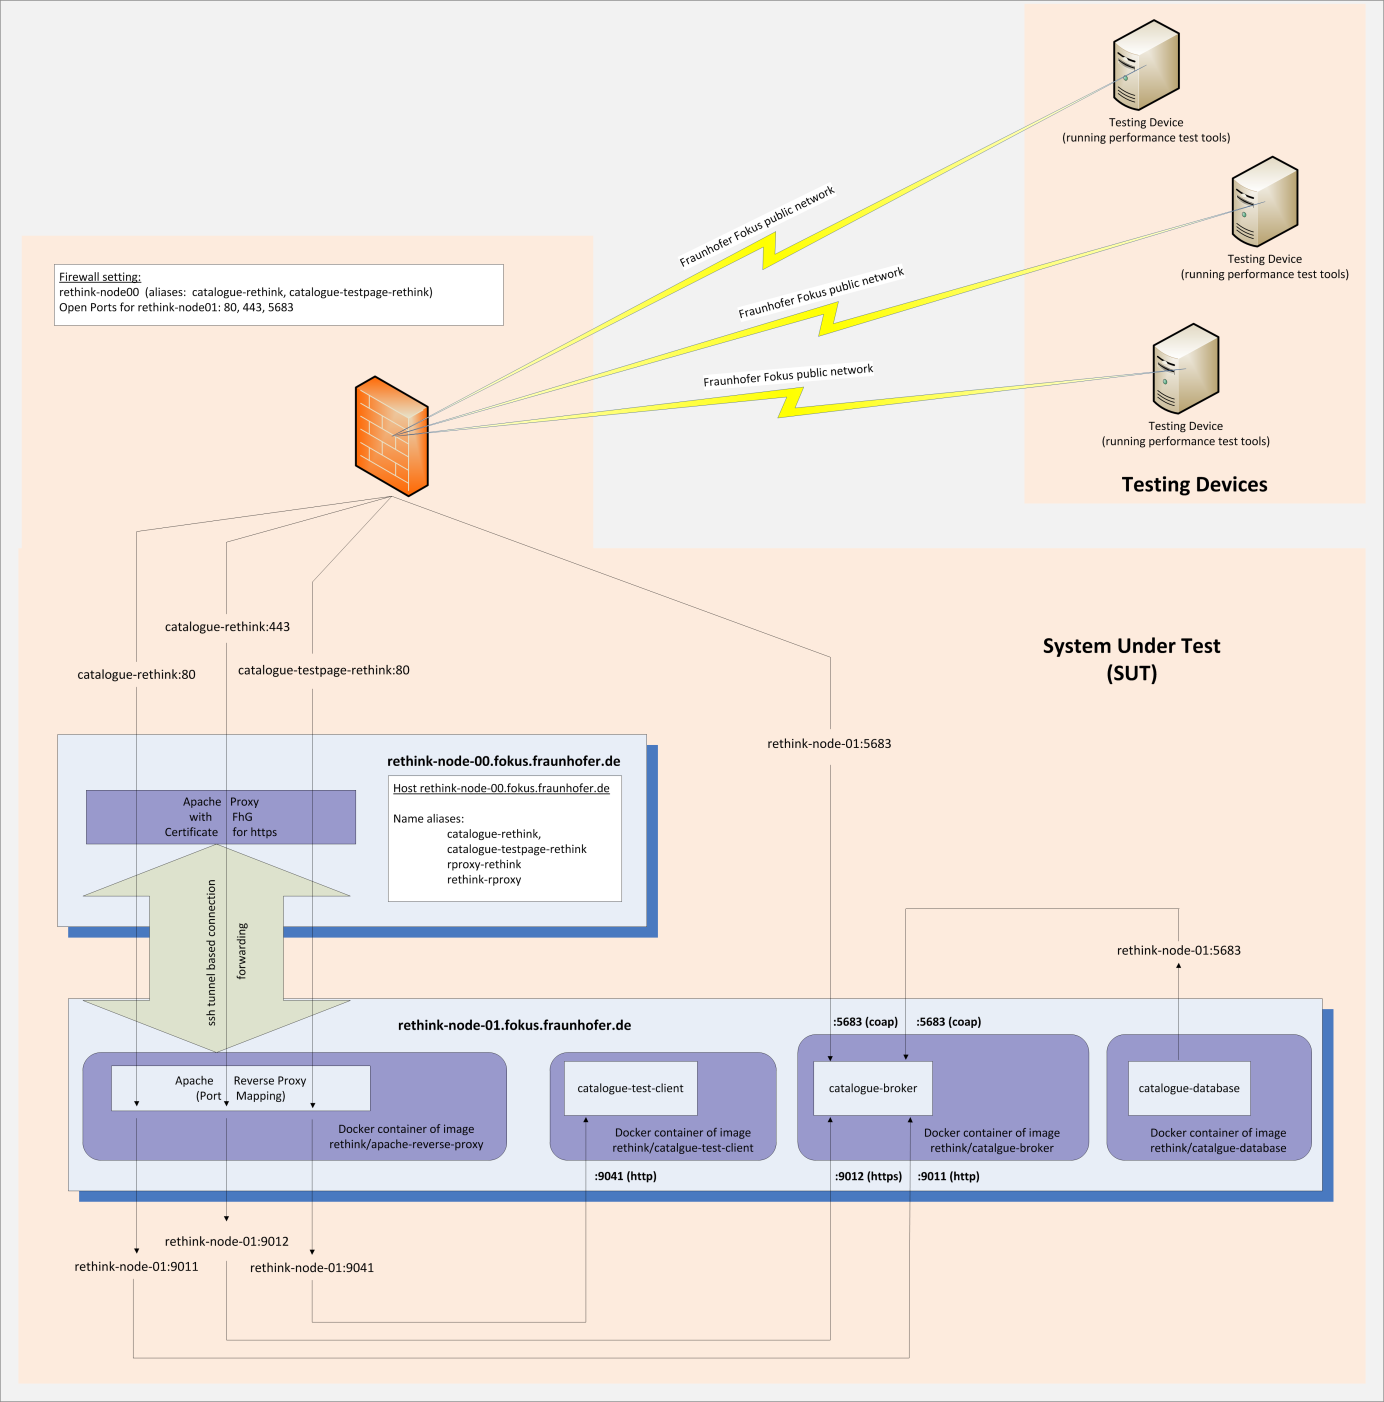 Testing Device
(running performance test tools)
Fraunhofer Fokus public network
Testing Device
(running performance test tools)
Firewall setting:
rethink-node00  (aliases:  catalogue-rethink, catalogue-testpage-rethink)
Open Ports for rethink-node01: 80, 443, 5683
Fraunhofer Fokus public network
Fraunhofer Fokus public network
Testing Device
(running performance test tools)
Testing Devices
catalogue-rethink:443
catalogue-rethink:80
catalogue-testpage-rethink:80
System Under Test
(SUT)
rethink-node-01:5683
rethink-node-00.fokus.fraunhofer.de
Apache Proxy
with FhG
Certificate for https
Host rethink-node-00.fokus.fraunhofer.de
Name aliases:
catalogue-rethink,
catalogue-testpage-rethink
rproxy-rethink
rethink-rproxy
ssh tunnel based connection
forwarding
rethink-node-01:5683
rethink-node-01.fokus.fraunhofer.de
:5683 (coap)
:5683 (coap)
Apache Reverse Proxy
(Port Mapping)
Docker container of image
rethink/apache-reverse-proxy
catalogue-test-client
Docker container of image
rethink/catalgue-test-client
catalogue-broker
Docker container of image
rethink/catalgue-broker
catalogue-database
Docker container of image
rethink/catalgue-database
:9041 (http)
:9012 (https)
:9011 (http)
rethink-node-01:9012
rethink-node-01:9011
rethink-node-01:9041